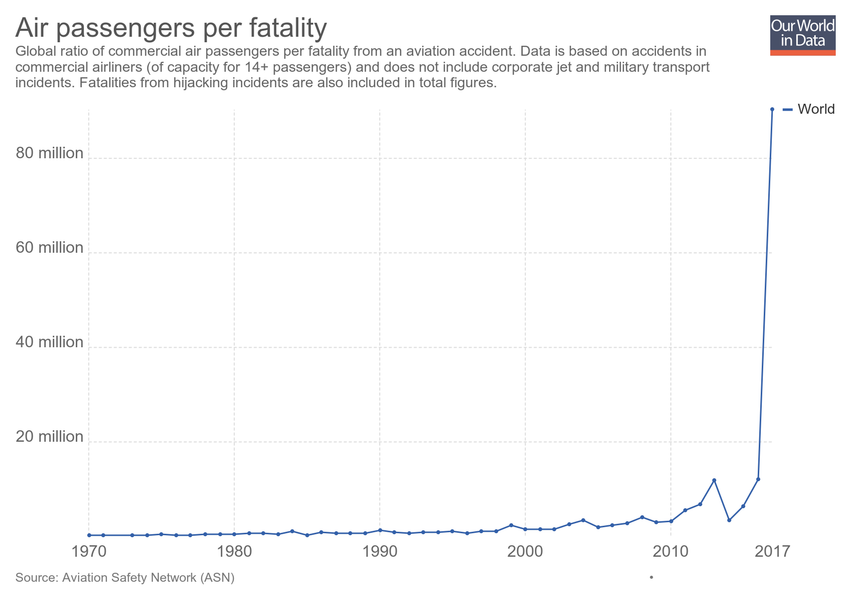 Air passengers per fatality
Our World
in Data
Global ratio of commercial air passengers per fatality from an aviation accident. Data is based on accidents in
commercial airliners (of capacity for 14+ passengers) and does not include corporate jet and military transport
incidents. Fatalities from hijacking incidents are also included in total figures.
World
80 million
60 million
40 million
20 million
1970 1980 1990 2000 2010 2017
Source: Aviation Safety Network (ASN)